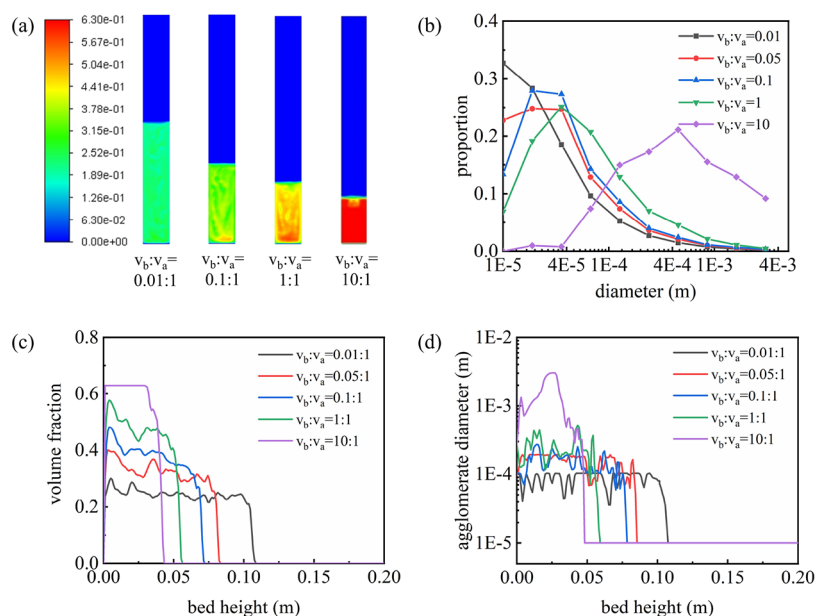 (a)
6.30e-01
5.67e-01
5.04e-01
4.41e-01
3.78e-01
3.15e-01
2.52e-01
1.89e-01
1.26e-01
6.30e-02
0.00e+00
vb:va= vb:va= vb:va= vb:va=
0.01:1 0.1:1 1:1 10:1
(b)
proportion
0.4
0.3
0.2
0.1
0.0
vb:va=0.01
vb:va=0.05
vb:va=0.1
vb:va=1
vb:va=10
1E-5 4E-5 1E-4 4E-4 1E-3 4E-3
diameter (m)
(c)
volume fraction
0.8
0.6
0.4
0.2
0.0
vb:va=0.01:1
vb:va=0.05:1
vb:va=0.1:1
vb:va=1:1
vb:va=10:1
0.00 0.05 0.10 0.15 0.20
bed height (m)
(d)
agglomerate diameter (m)
1E-2
1E-3
1E-4
1E-5
vb:va=0.01:1
vb:va=0.05:1
vb:va=0.1:1
vb:va=1:1
vb:va=10:1
0.00 0.05 0.10 0.15 0.20
bed height (m)